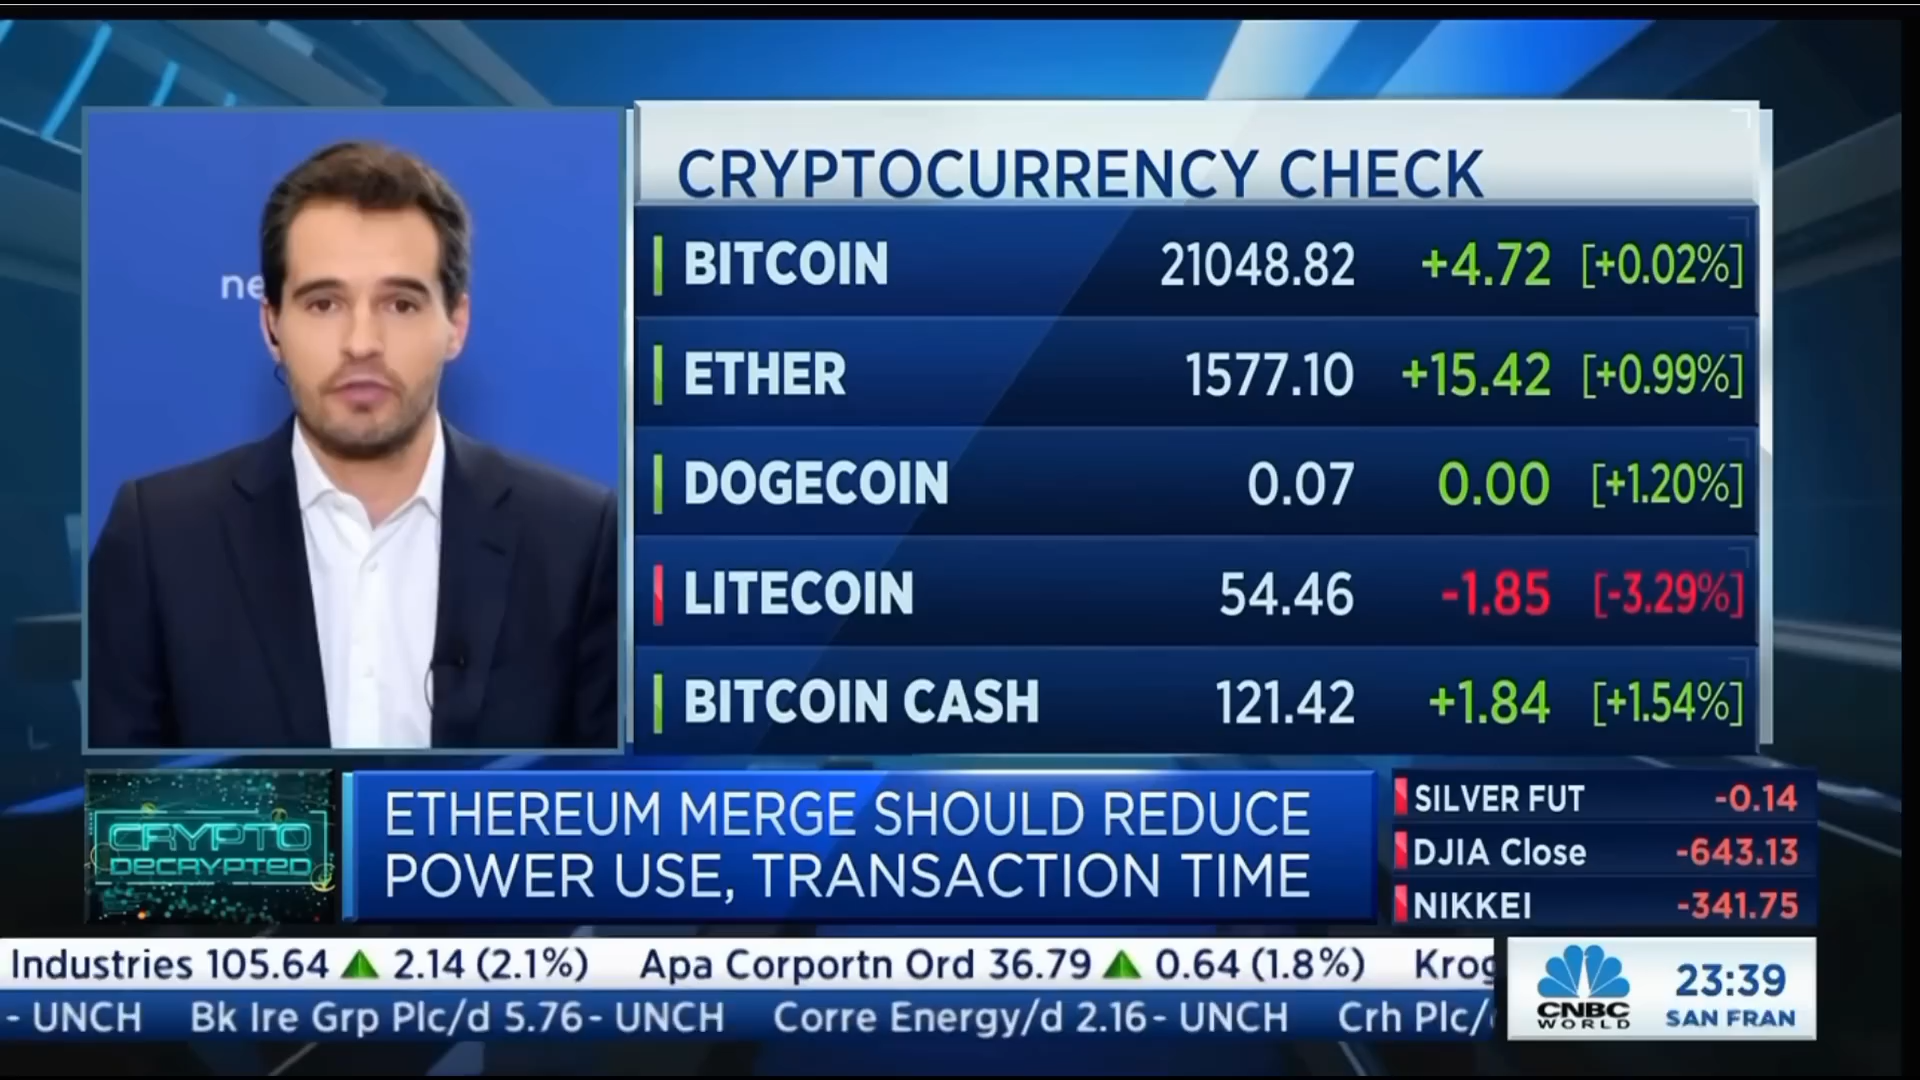 ne
CRYPTOCURRENCY CHECK
BITCOIN 21048.82 +4.72 [+0.02%]
ETHER 1577.10 +15.42 [+0.99%]
DOGECOIN 0.07 0.00 [+1.20%]
LITECOIN 54.46 -1.85 [-3.29%]
BITCOIN CASH 121.42 +1.84 [+1.54%]
CRYPTO
DECRYPTED
ETHEREUM MERGE SHOULD REDUCE
POWER USE, TRANSACTION TIME
SILVER FUT -0.14
DJIA Close -643.13
NIKKEI -341.75
Industries 105.64 ▲ 2.14 (2.1%) Apa Corportn Ord 36.79 ▲ 0.64 (1.8%) Krog
- UNCH Bk Ire Grp Plc/d 5.76 - UNCH Corre Energy/d 2.16 - UNCH Crh Plc/
CNBC
WORLD
23:39
SAN FRAN